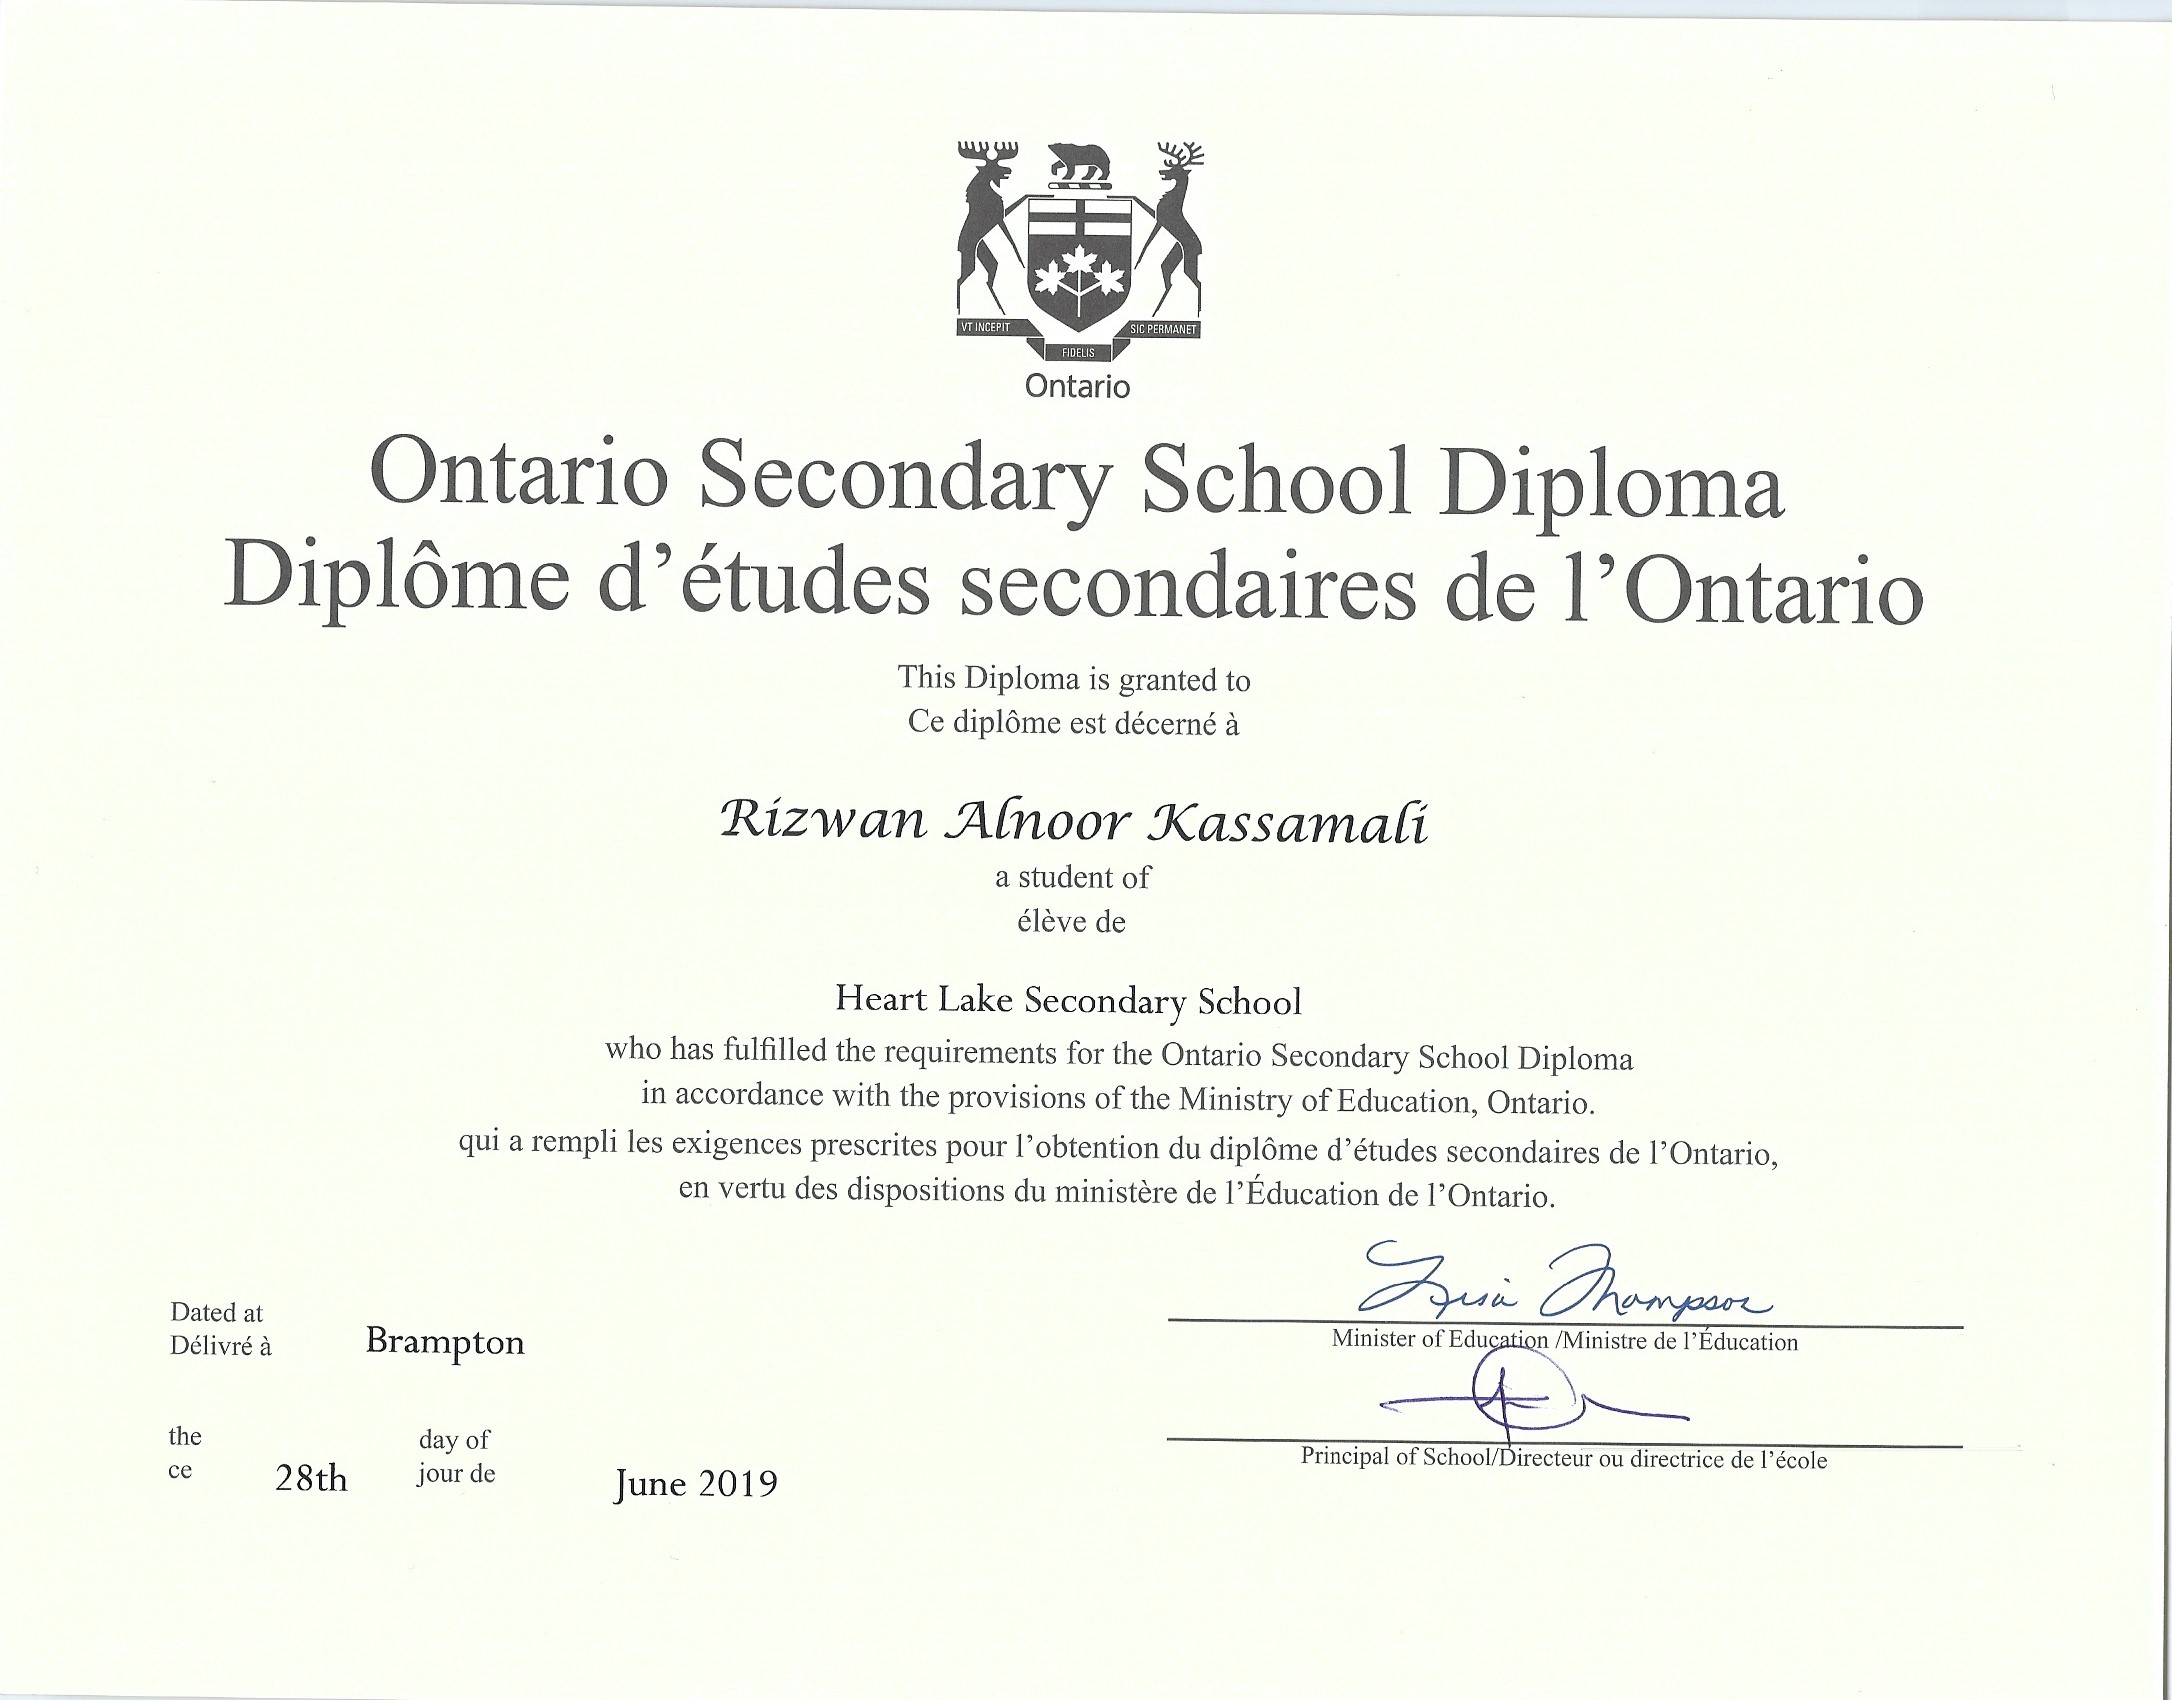 VT INCEPIT
SIC PERMANET
FIDELIS
Ontario
Ontario Secondary School Diploma
Diplôme d’études secondaires de l’Ontario
This Diploma is granted to
Ce diplôme est décerné à
Rizwan Alnoor Kassamali
a student of
élève de
Heart Lake Secondary School
who has fulfilled the requirements for the Ontario Secondary School Diploma
in accordance with the provisions of the Ministry of Education, Ontario.
qui a rempli les exigences prescrites pour l’obtention du diplôme d’études secondaires de l’Ontario,
en vertu des dispositions du ministère de l’Éducation de l’Ontario.
Lisa Thompson
Minister of Education /Ministre de l’Éducation
Principal of School/Directeur ou directrice de l’école
Dated at
Délivré à
Brampton
the
ce
28th
day of
jour de
June 2019